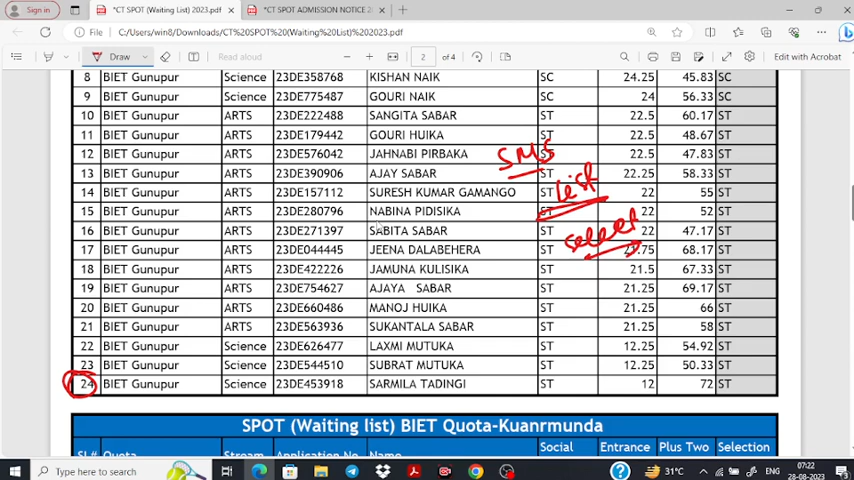 Sign in
*CT SPOT (Waiting List) 2023.pdf
*CT SPOT ADMISSION NOTICE 2
File C:/Users/win8/Downloads/CT%20SPOT%20(Waiting%20List)%202023.pdf
Draw Read aloud 2 of 4 Edit with Acrobat
8 BIET Gunupur Science 23DE358768 KISHAN NAIK SC 24.25 45.83 SC
9 BIET Gunupur Science 23DE775487 GOURI NAIK SC 24 56.33 SC
10 BIET Gunupur ARTS 23DE222488 SANGITA SABAR ST 22.5 60.17 ST
11 BIET Gunupur ARTS 23DE179442 GOURI HUIKA ST 22.5 48.67 ST
12 BIET Gunupur ARTS 23DE576042 JAHNABI PIRBAKA ST 22.5 47.83 ST
SMS
13 BIET Gunupur ARTS 23DE390906 AJAY SABAR ST 22.25 58.33 ST
14 BIET Gunupur ARTS 23DE157112 SURESH KUMAR GAMANGO ST 22 55 ST
List
15 BIET Gunupur ARTS 23DE280796 NABINA PIDISIKA ST 22 52 ST
16 BIET Gunupur ARTS 23DE271397 SABITA SABAR ST 22 47.17 ST
select
17 BIET Gunupur ARTS 23DE044445 JEENA DALABEHERA ST 21.75 68.17 ST
18 BIET Gunupur ARTS 23DE422226 JAMUNA KULISIKA ST 21.5 67.33 ST
19 BIET Gunupur ARTS 23DE754627 AJAYA SABAR ST 21.25 69.17 ST
20 BIET Gunupur ARTS 23DE660486 MANOJ HUIKA ST 21.25 66 ST
21 BIET Gunupur ARTS 23DE563936 SUKANTALA SABAR ST 21.25 58 ST
22 BIET Gunupur Science 23DE626477 LAXMI MUTUKA ST 12.25 54.92 ST
23 BIET Gunupur Science 23DE544510 SUBRAT MUTUKA ST 12.25 50.33 ST
24 BIET Gunupur Science 23DE453918 SARMILA TADINGI ST 12 72 ST
SPOT (Waiting list) BIET Quota-Kuanrmunda
Sl# Quota Stream Application No Name Social Entrance Plus Two Selection
Type here to search 31°C ENG 07:22
28-08-2023